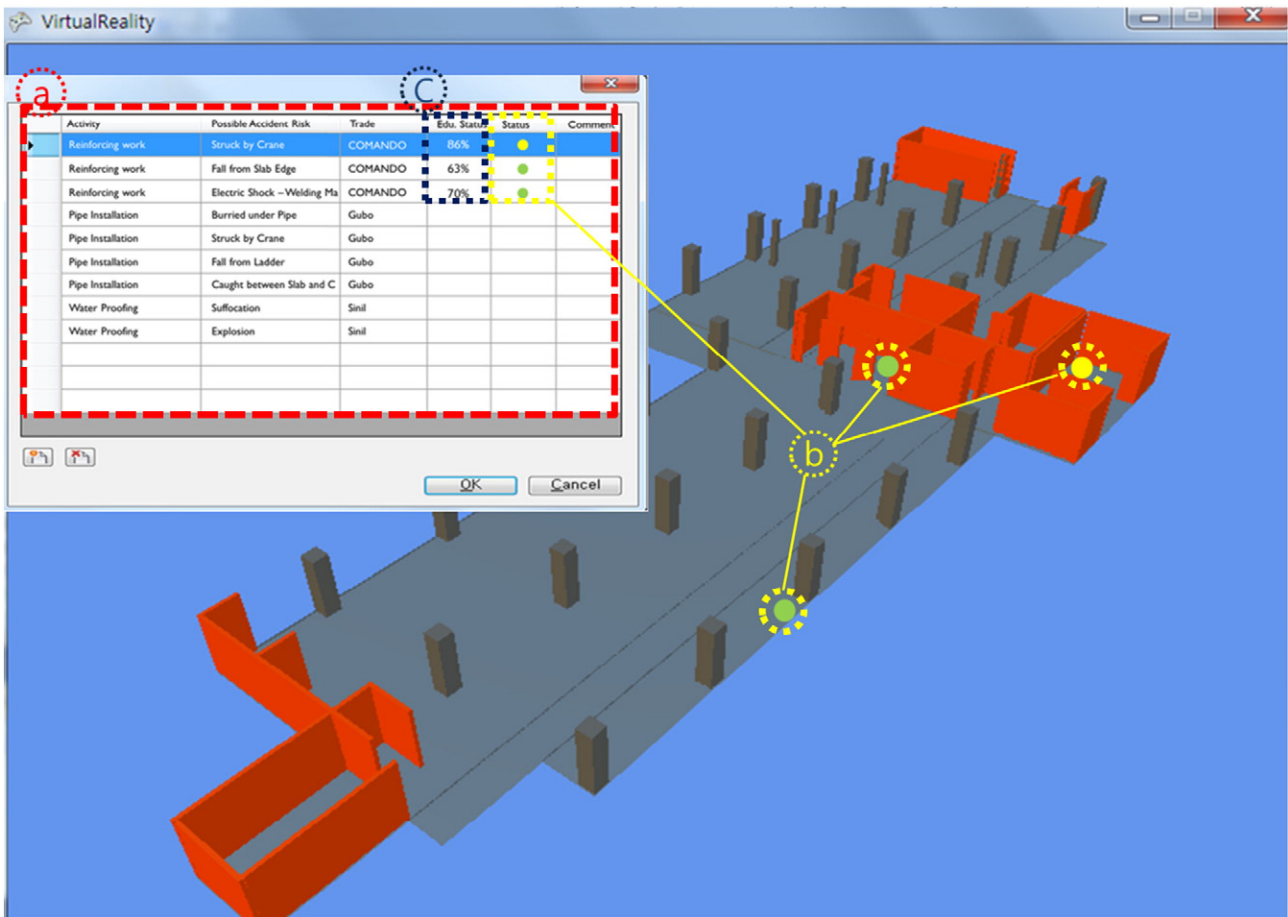 VirtualReality
a
C
Activity Possible Accident Risk Trade Edu. Status Status Comment
Reinforcing work Struck by Crane COMANDO 86%
Reinforcing work Fall from Slab Edge COMANDO 63%
Reinforcing work Electric Shock – Welding Ma COMANDO 70%
Pipe Installation Burried under Pipe Gubo
Pipe Installation Struck by Crane Gubo
Pipe Installation Fall from Ladder Gubo
Pipe Installation Caught between Slab and C Gubo
Water Proofing Suffocation Sinil
Water Proofing Explosion Sinil
b
OK Cancel